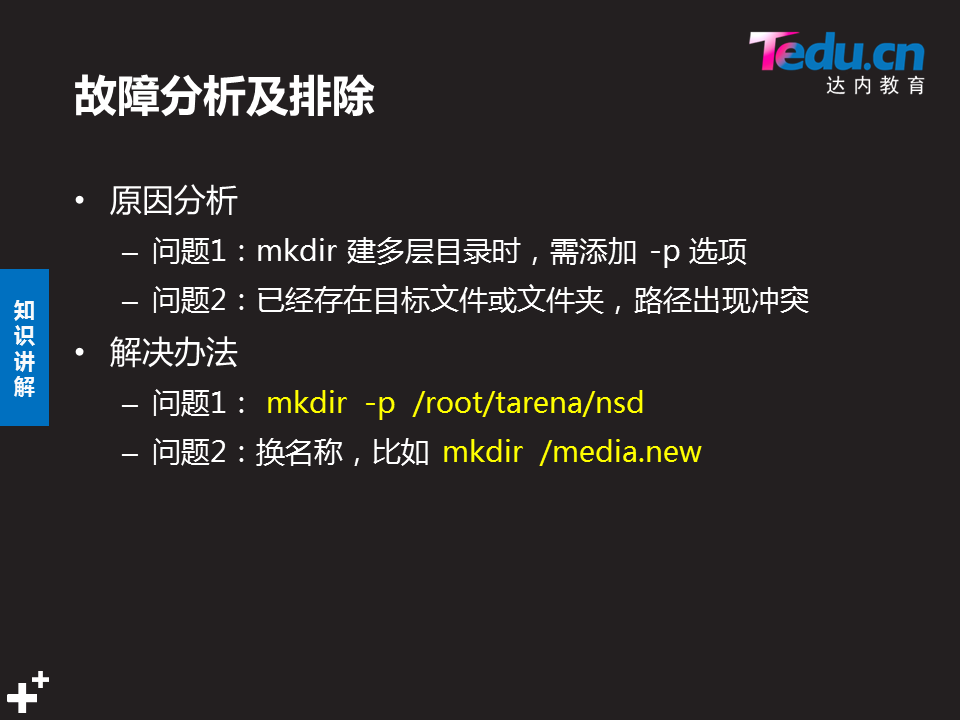 Tedu.cn
达内教育
故障分析及排除
• 原因分析
– 问题1：mkdir 建多层目录时，需添加 -p 选项
– 问题2：已经存在目标文件或文件夹，路径出现冲突
• 解决办法
– 问题1： mkdir -p /root/tarena/nsd
– 问题2：换名称，比如 mkdir /media.new
知识讲解